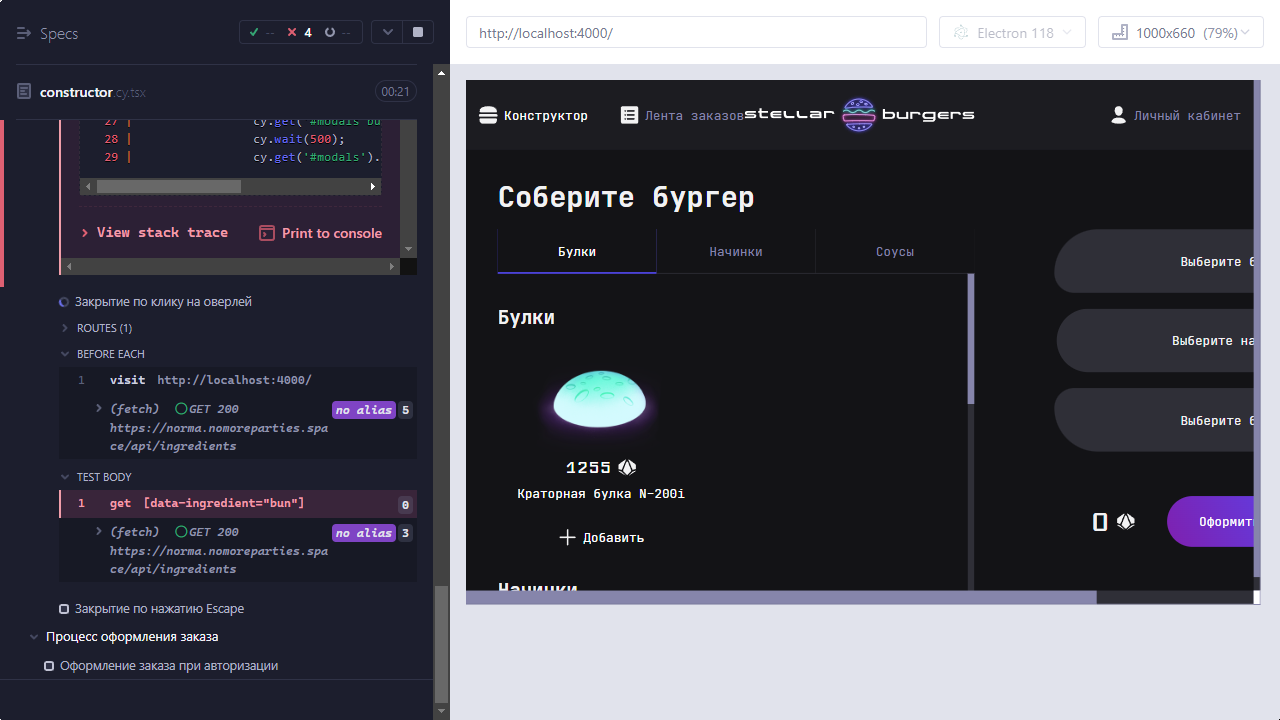 Specs
-- 4 --
constructor.cy.tsx 00:21
27 | cy.get('#modals bu
28 | cy.wait(500);
29 | cy.get('#modals').
View stack trace Print to console
Закрытие по клику на оверлей
ROUTES (1)
BEFORE EACH
1 visit http://localhost:4000/
(fetch) GET 200 no alias 5
https://norma.nomoreparties.spa
ce/api/ingredients
TEST BODY
1 get [data-ingredient="bun"] 0
(fetch) GET 200 no alias 3
https://norma.nomoreparties.spa
ce/api/ingredients
Закрытие по нажатию Escape
Процесс оформления заказа
Оформление заказа при авторизации
http://localhost:4000/ Electron 118 1000x660 (79%)
Конструктор Лента заказов stellar burgers Личный кабинет
Соберите бургер
Булки Начинки Соусы
Булки
1255
Краторная булка N-200i
Добавить
Начинки
Выберите б
Выберите на
Выберите б
0 Оформить